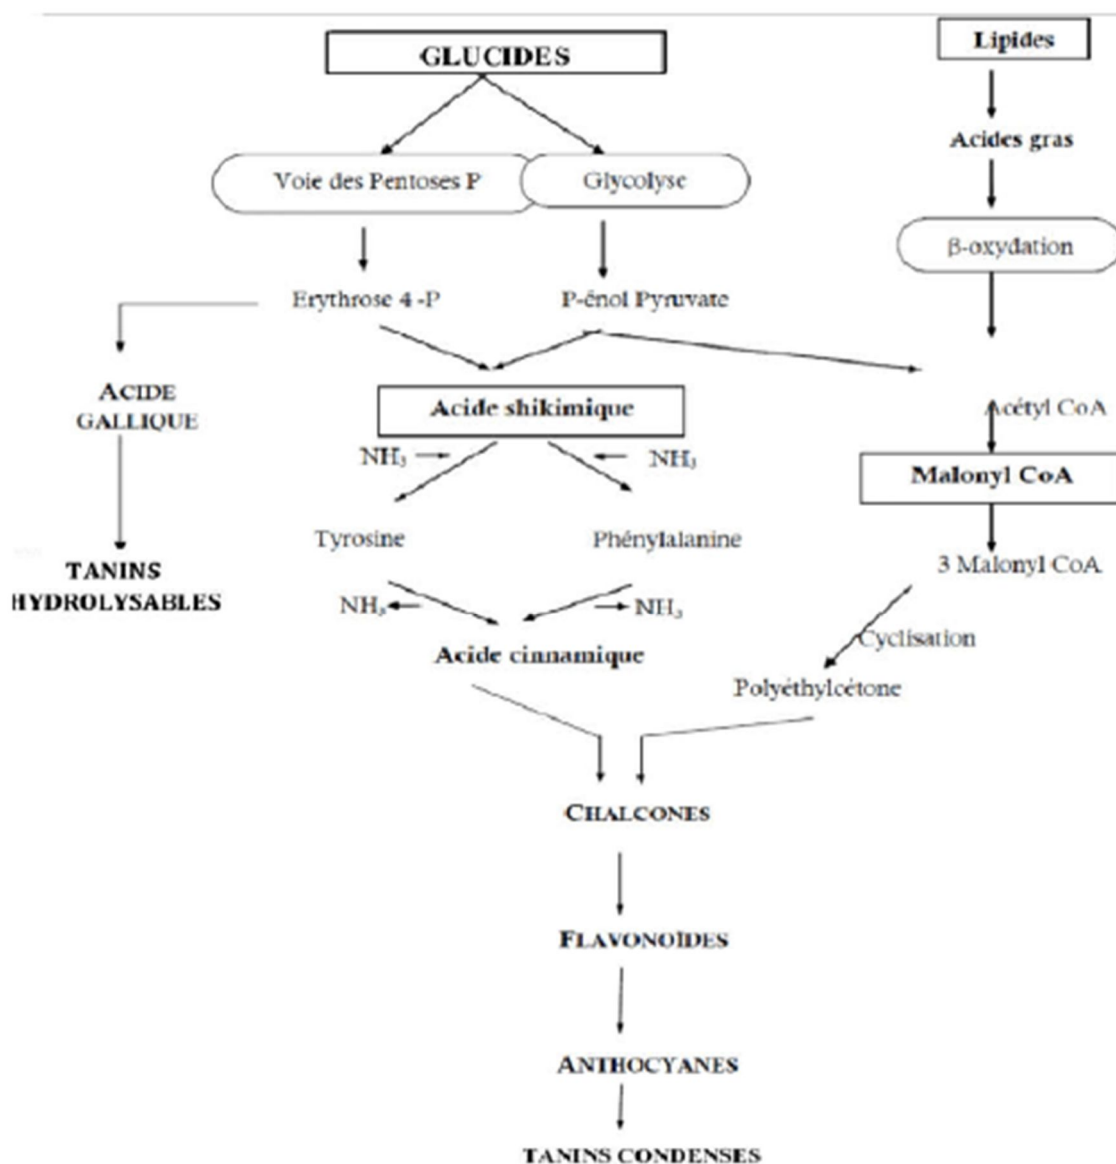 GLUCIDES
Lipides
Acides gras
Voie des Pentoses P
Glycolyse
β-oxydation
Erythrose 4 -P
P-énol Pyruvate
ACIDE
GALLIQUE
Acide shikimique
Acétyl CoA
NH₃
NH₃
Malonyl CoA
Tyrosine
Phénylalanine
3 Malonyl CoA
TANINS
HYDROLYSABLES
NH₃
NH₃
Cyclisation
Acide cinnamique
Polyéthylcétone
CHALCONES
FLAVONOÏDES
ANTHOCYANES
TANINS CONDENSES